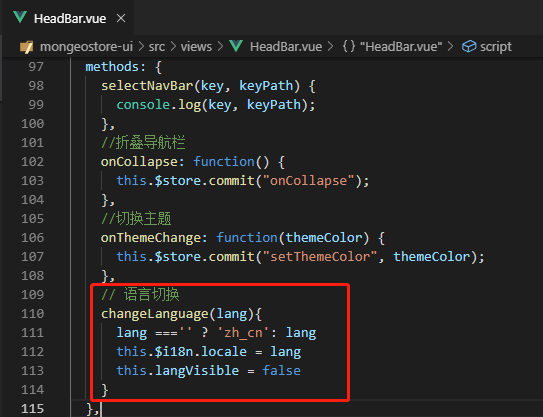 HeadBar.vue ×
mongeostore-ui > src > views > HeadBar.vue > {} "HeadBar.vue" > script
97 methods: {
98 selectNavBar(key, keyPath) {
99 console.log(key, keyPath);
100 },
101 //折叠导航栏
102 onCollapse: function() {
103 this.$store.commit("onCollapse");
104 },
105 //切换主题
106 onThemeChange: function(themeColor) {
107 this.$store.commit("setThemeColor", themeColor);
108 },
109 // 语言切换
110 changeLanguage(lang){
111 lang ==='' ? 'zh_cn': lang
112 this.$i18n.locale = lang
113 this.langVisible = false
114 }
115 },